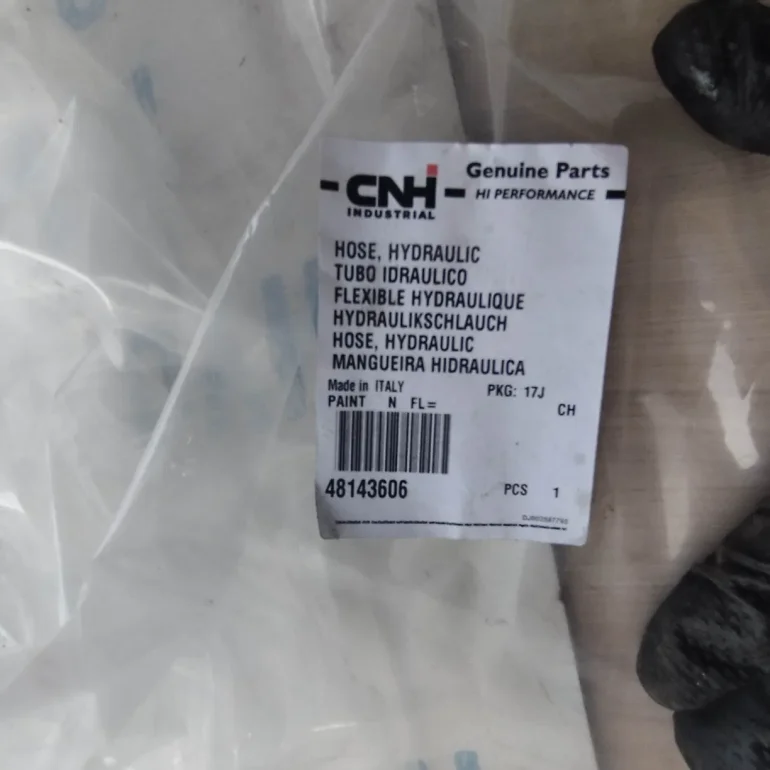 CNH
INDUSTRIAL
Genuine Parts
HI PERFORMANCE
HOSE, HYDRAULIC
TUBO IDRAULICO
FLEXIBLE HYDRAULIQUE
HYDRAULIKSCHLAUCH
HOSE, HYDRAULIC
MANGUEIRA HIDRAULICA
Made in ITALY PKG: 17J
PAINT N FL= CH
48143606 PCS 1